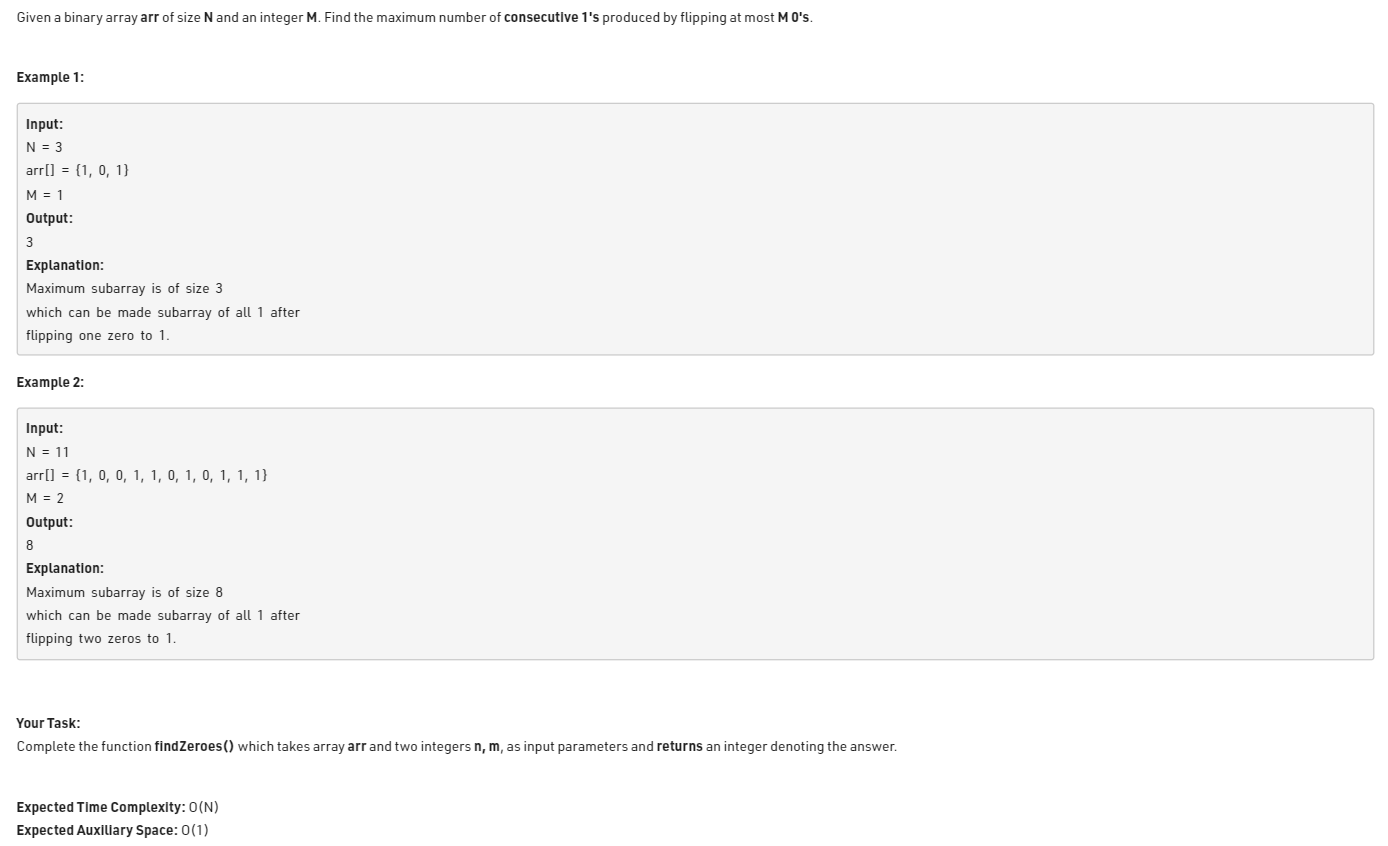 Given a binary array arr of size N and an integer M. Find the maximum number of consecutive 1's produced by flipping at most M 0's.
Example 1:
Input:
N = 3
arr[] = {1, 0, 1}
M = 1
Output:
3
Explanation:
Maximum subarray is of size 3
which can be made subarray of all 1 after
flipping one zero to 1.
Example 2:
Input:
N = 11
arr[] = {1, 0, 0, 1, 1, 0, 1, 0, 1, 1, 1}
M = 2
Output:
8
Explanation:
Maximum subarray is of size 8
which can be made subarray of all 1 after
flipping two zeros to 1.
Your Task:
Complete the function findZeroes() which takes array arr and two integers n, m, as input parameters and returns an integer denoting the answer.
Expected Time Complexity: O(N)
Expected Auxiliary Space: O(1)